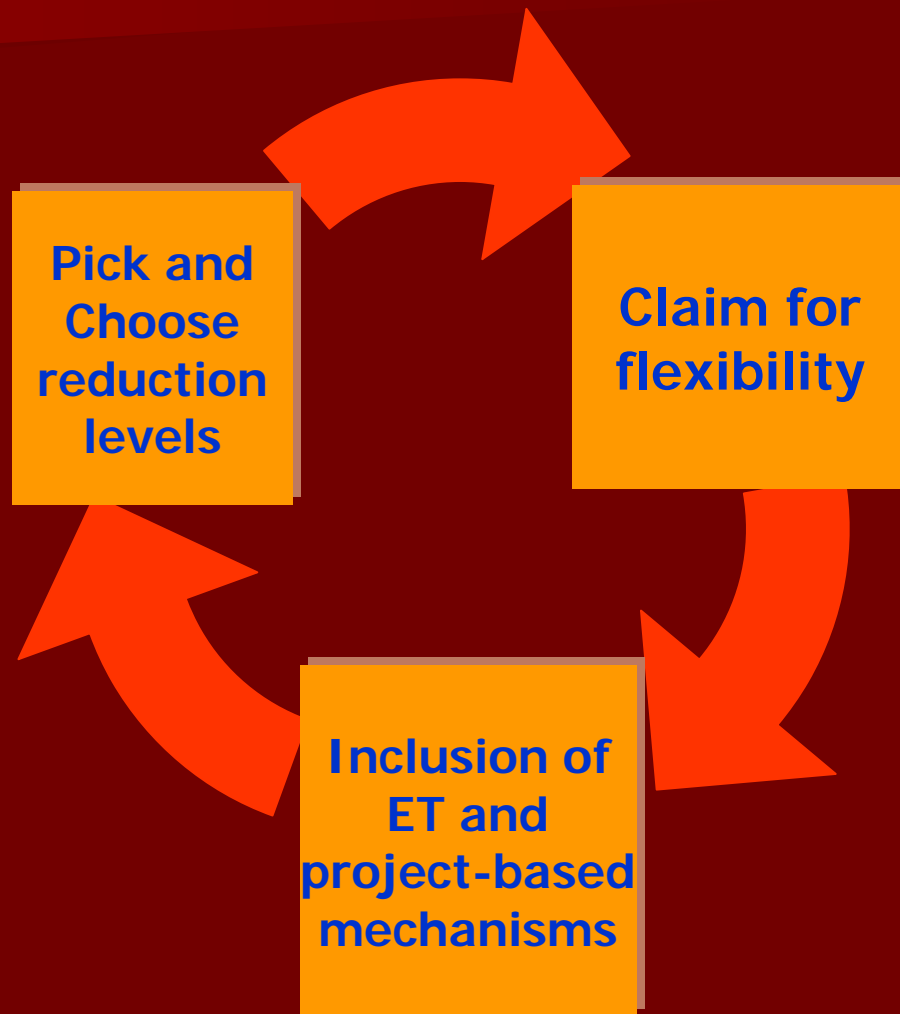 Pick and
Choose
reduction
levels
Claim for
flexibility
Inclusion of
ET and
project-based
mechanisms